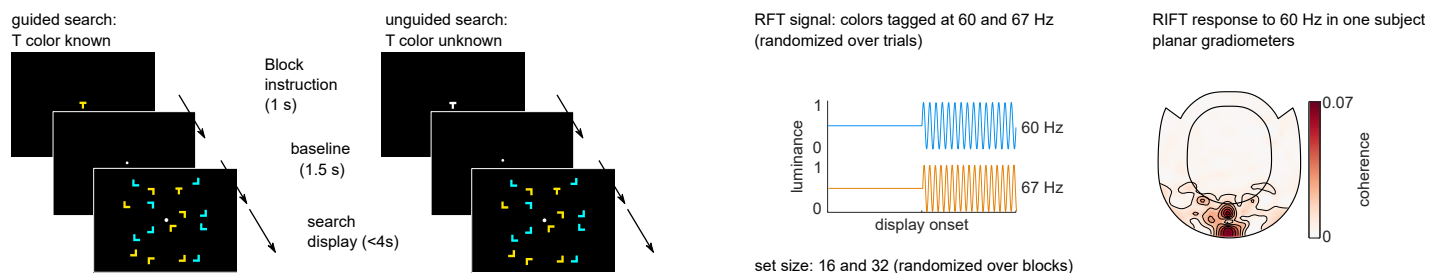 guided search:
T color known
unguided search:
T color unknown
Block
instruction
(1 s)
baseline
(1.5 s)
search
display (<4s)
RFT signal: colors tagged at 60 and 67 Hz
(randomized over trials)
luminance
1
0
60 Hz
1
0
67 Hz
display onset
set size: 16 and 32 (randomized over blocks)
RIFT response to 60 Hz in one subject
planar gradiometers
0.07
0
coherence